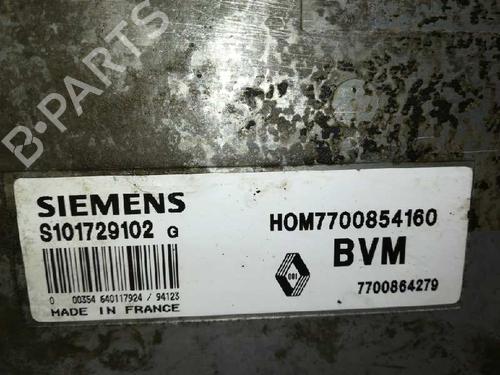 B-PARTS
SIEMENS
S101729102 G
0 00354 640117924 / 94123
MADE IN FRANCE
HOM7700854160
BVM
7700864279